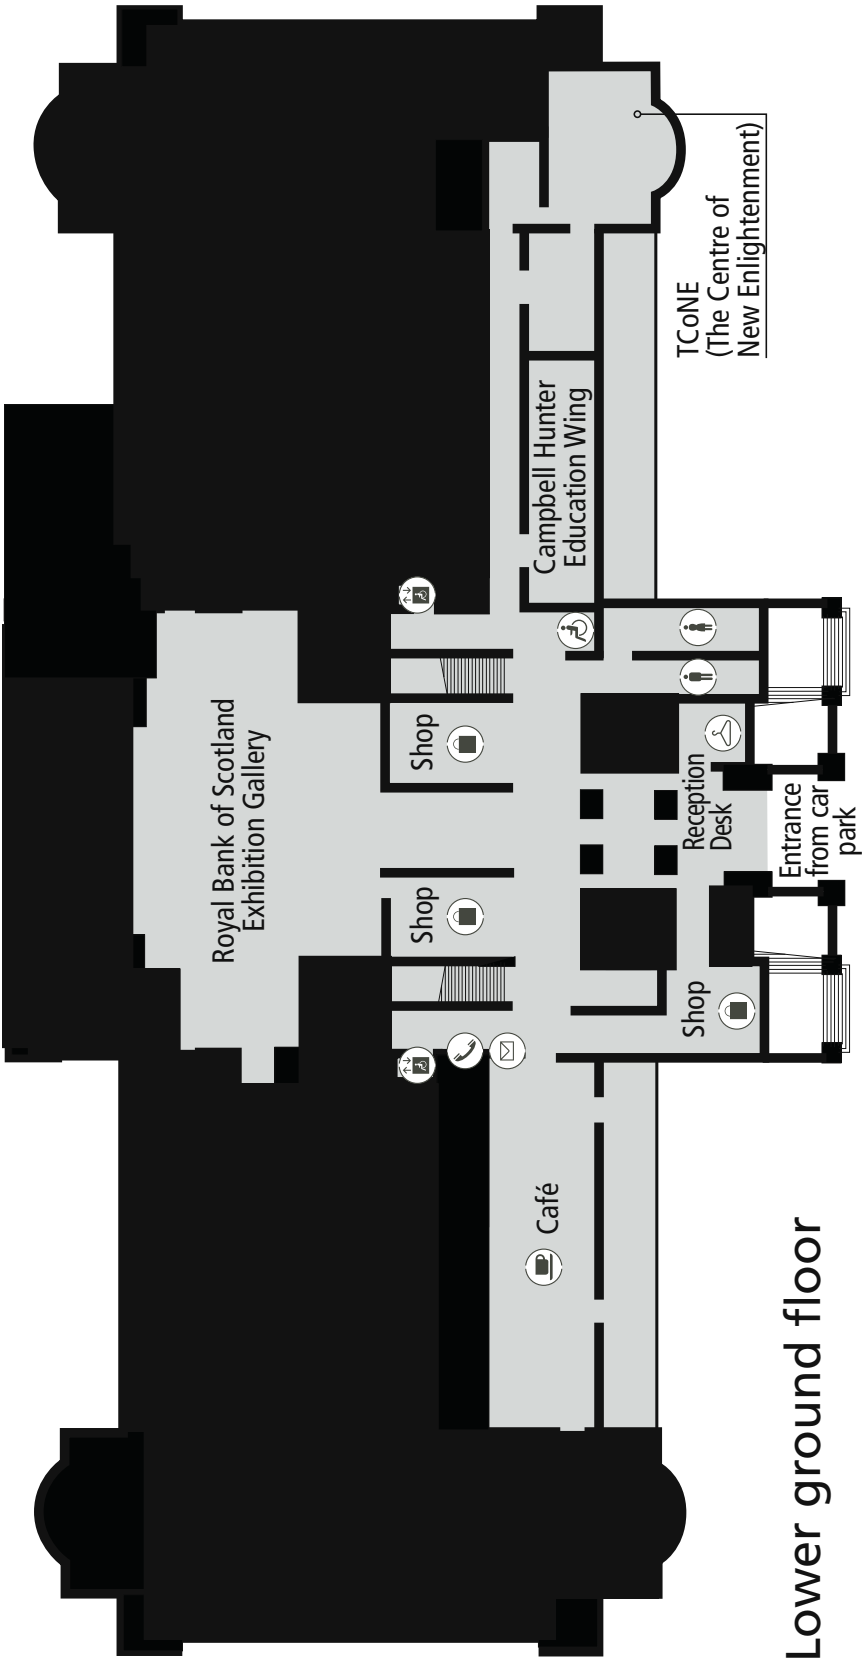 Royal Bank of Scotland
Exhibition Gallery
Shop
Shop
Campbell Hunter
Education Wing
TCoNE
(The Centre of
New Enlightenment)
Café
Shop
Reception
Desk
Entrance
from car
park
Lower ground floor